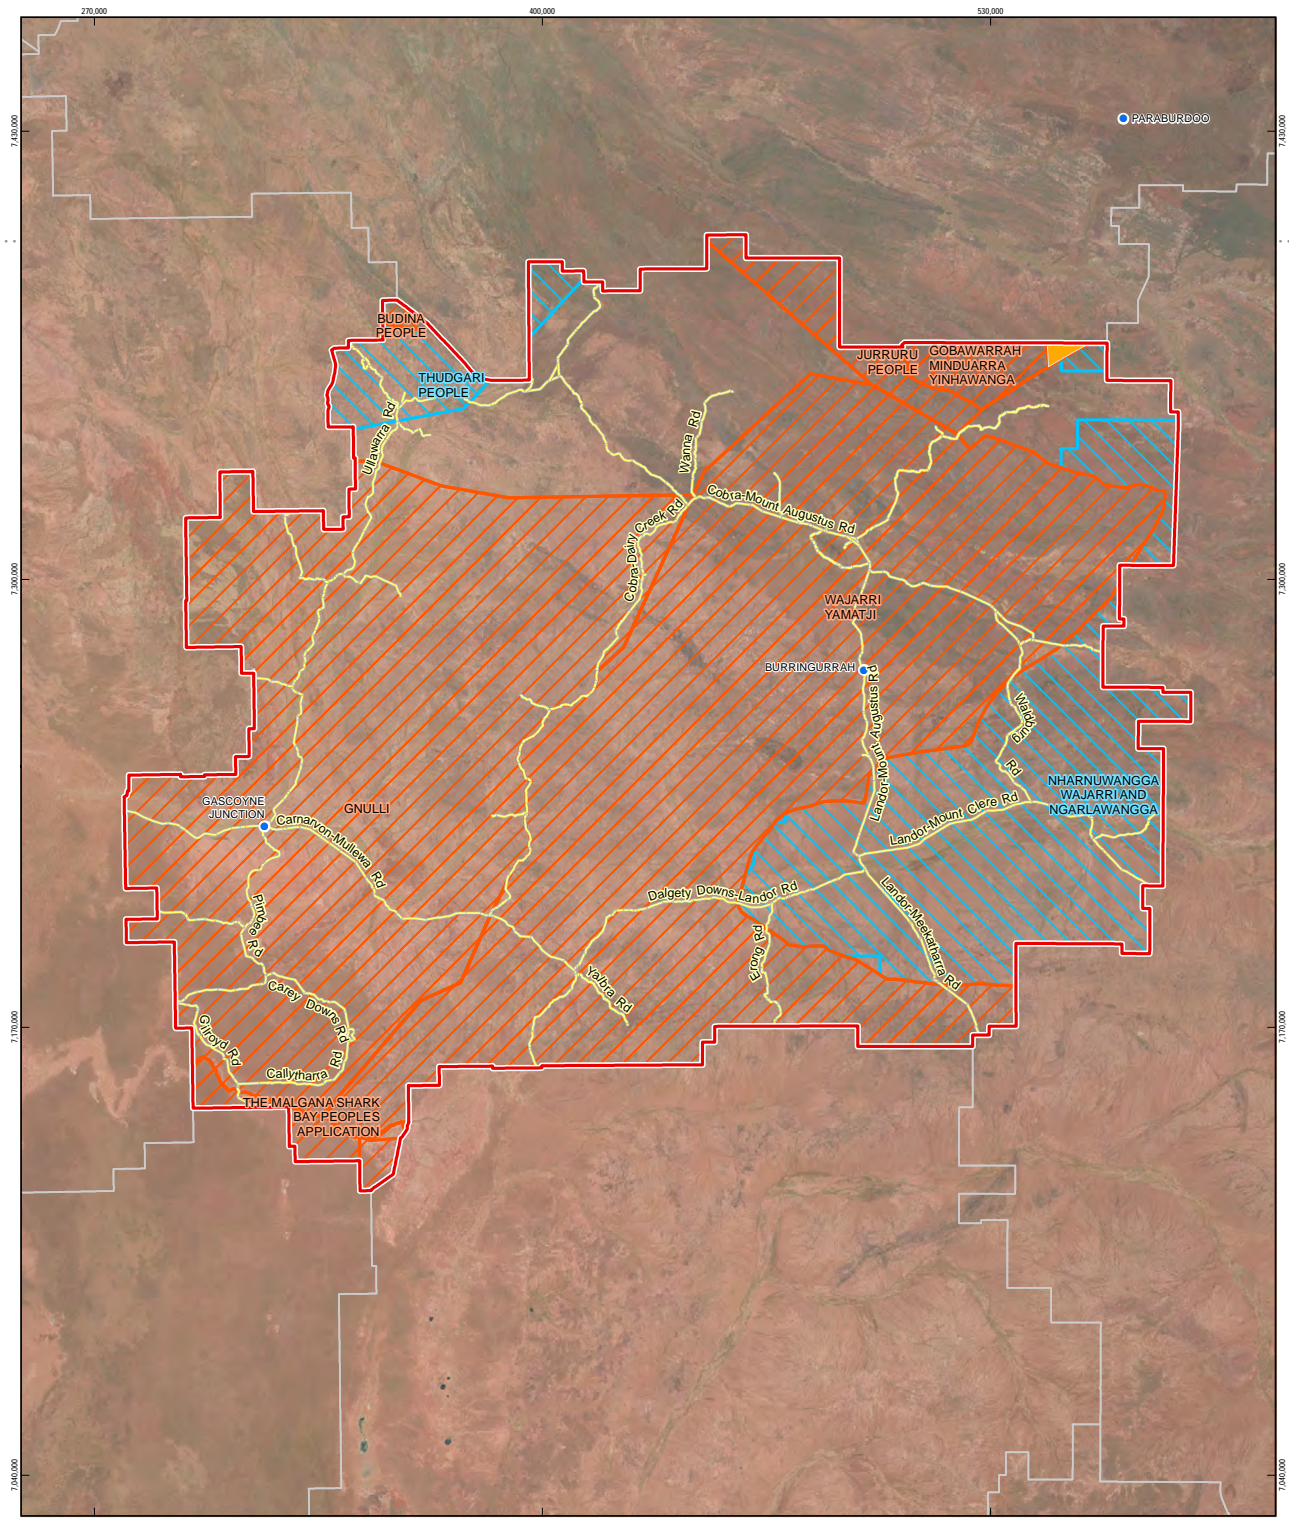 270,000
400,000
530,000
7,430,000
7,430,000
PARABURDOO
BUDINA
PEOPLE
JURRURU
PEOPLE
GOBAWARRAH
MINDUARRA
YINHAWANGA
THUDGARI
PEOPLE
Ullawarra Rd
Wanna Rd
Cobra-Mount Augustus Rd
Cobra-Dairy Creek Rd
7,300,000
7,300,000
WAJARRI
YAMATJI
BURRINGURRAH
Landor-Mount Augustus Rd
Waldburg Rd
NHARNUWANGGA
WAJARRI AND
NGARLAWANGGA
GASCOYNE
JUNCTION
GNULLI
Carnarvon-Mullewa Rd
Landor-Mount Clere Rd
Dalgety Downs-Landor Rd
Landor-Meekatharra Rd
Pimbee Rd
Errong Rd
Yalbra Rd
Carey Downs Rd
Gilroyd Rd
Callytharra Rd
7,170,000
7,170,000
THE MALGANA SHARK
BAY PEOPLES
APPLICATION
7,040,000
7,040,000